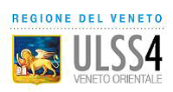 REGIONE DEL VENETO
ULSS4
VENETO ORIENTALE